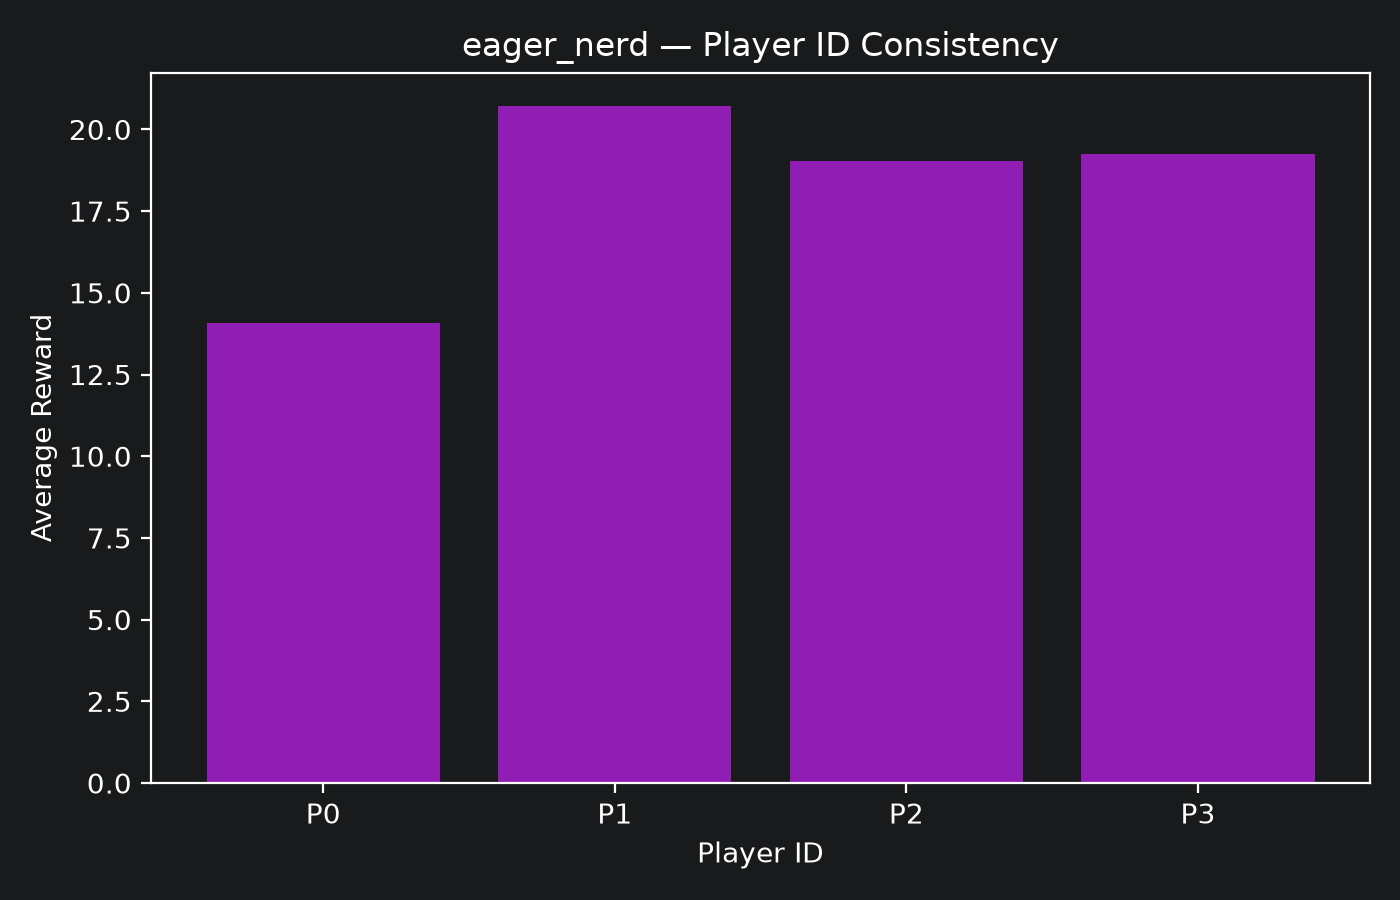 eager_nerd — Player ID Consistency
Average Reward
20.0
17.5
15.0
12.5
10.0
7.5
5.0
2.5
0.0
P0 P1 P2 P3
Player ID